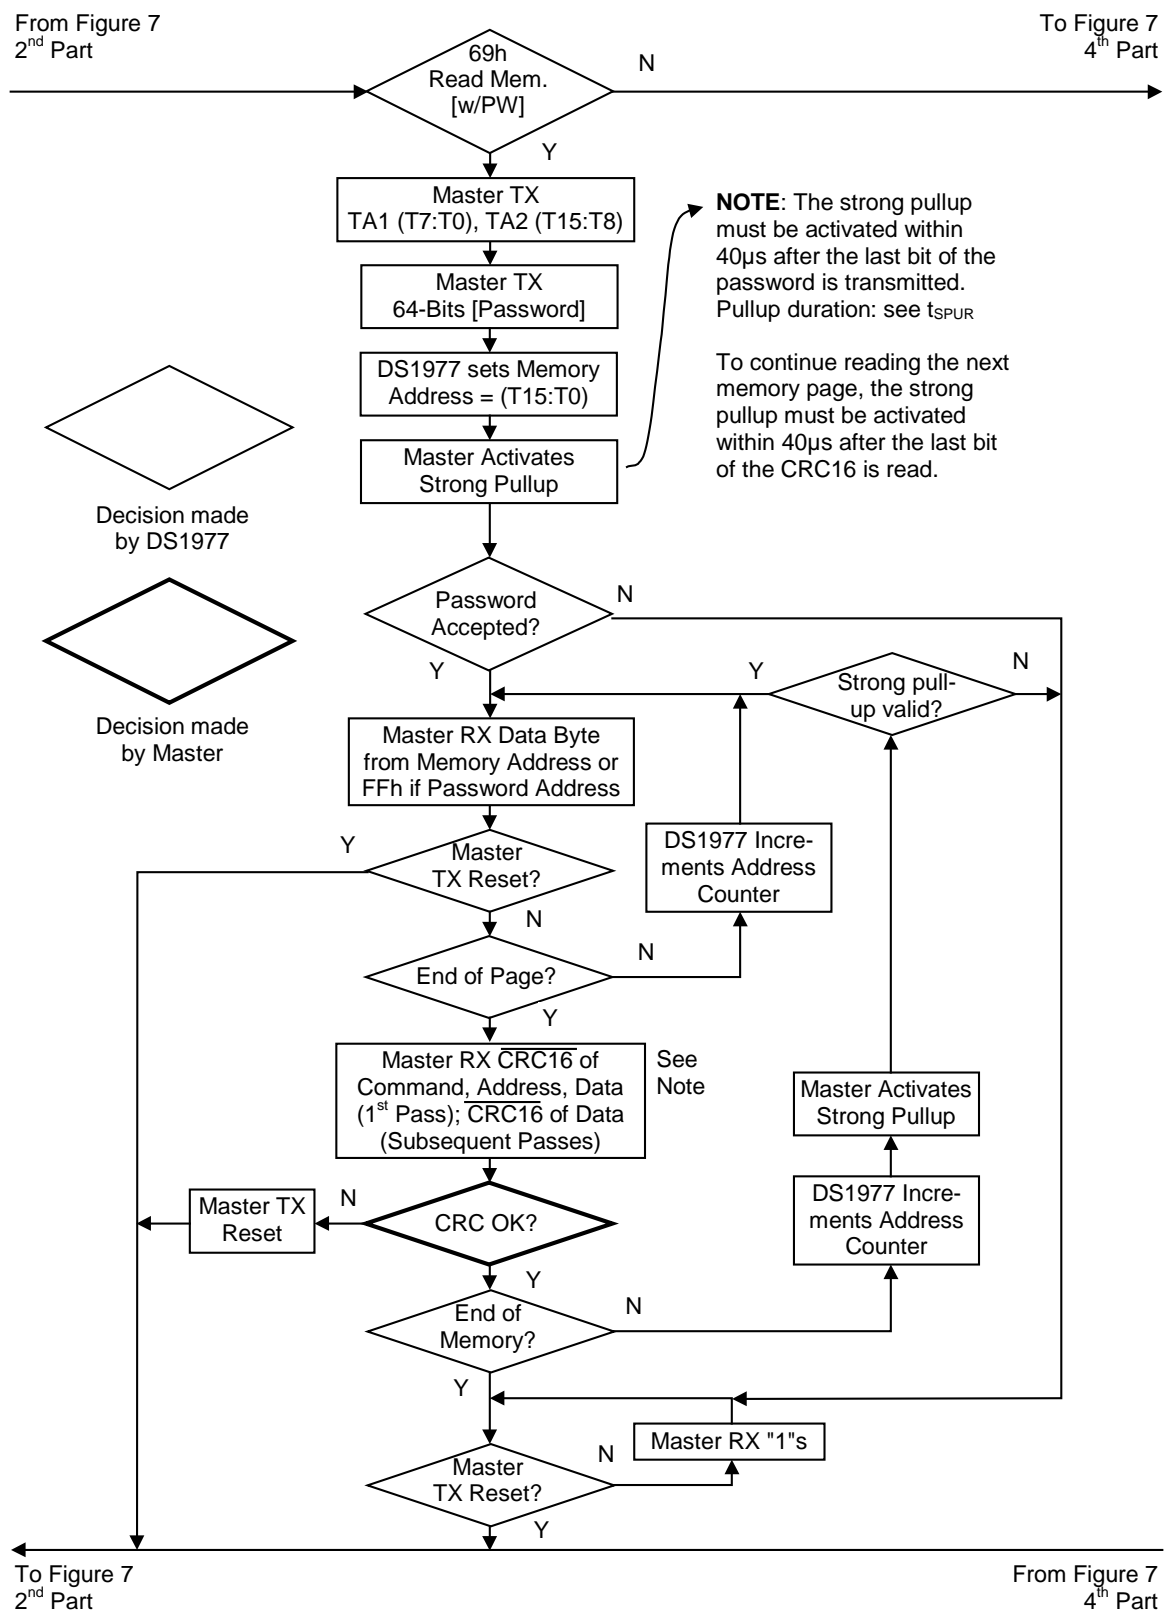 From Figure 7
2nd Part
To Figure 7
4th Part
69h
Read Mem.
[w/PW]
N
Y
Master TX
TA1 (T7:T0), TA2 (T15:T8)
Master TX
64-Bits [Password]
DS1977 sets Memory
Address = (T15:T0)
Master Activates
Strong Pullup
NOTE: The strong pullup
must be activated within
40µs after the last bit of the
password is transmitted.
Pullup duration: see tSPUR
To continue reading the next
memory page, the strong
pullup must be activated
within 40µs after the last bit
of the CRC16 is read.
Decision made
by DS1977
Decision made
by Master
Password
Accepted?
N
Y
Strong pull-
up valid?
Y
N
Master RX Data Byte
from Memory Address or
FFh if Password Address
Master
TX Reset?
Y
N
DS1977 Incre-
ments Address
Counter
End of Page?
N
Y
Master RX CRC16 of
Command, Address, Data
(1st Pass); CRC16 of Data
(Subsequent Passes)
See
Note
Master Activates
Strong Pullup
DS1977 Incre-
ments Address
Counter
Master TX
Reset
N
CRC OK?
Y
End of
Memory?
N
Y
Master RX "1"s
Master
TX Reset?
N
Y
To Figure 7
2nd Part
From Figure 7
4th Part